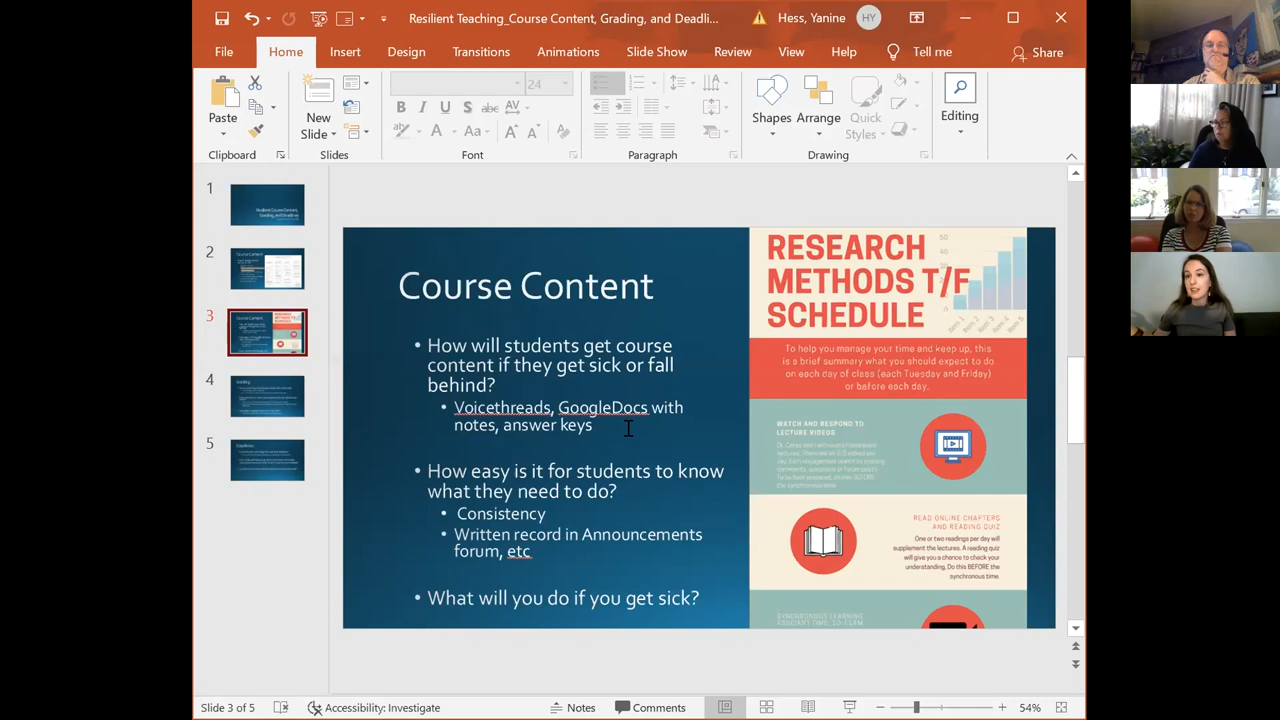 Resilient Teaching_Course Content, Grading, and Deadli...
Hess, Yanine
HY
File
Home
Insert
Design
Transitions
Animations
Slide Show
Review
View
Help
Tell me
Share
24
Paste
New
Slide
Shapes
Arrange
Quick
Styles
Editing
Clipboard
Slides
Font
Paragraph
Drawing
1
2
3
4
5
Course Content
• How will students get course
content if they get sick or fall
behind?
• Voicethreads, GoogleDocs with
notes, answer keys
• How easy is it for students to know
what they need to do?
• Consistency
• Written record in Announcements
forum, etc
• What will you do if you get sick?
RESEARCH
METHODS T/F
SCHEDULE
To help you manage your time and keep up, this
is a brief summary what you should expect to do
on each day of class (each Tuesday and Friday)
or before each day.
WATCH AND RESPOND TO
LECTURE VIDEOS
READ ONLINE CHAPTERS
AND READING QUIZ
One or two readings per day will
supplement the lectures. A reading quiz
will give you a chance to check your
understanding, Do this BEFORE the
synchronous time.
Slide 3 of 5
Accessibility: Investigate
Notes
Comments
54%